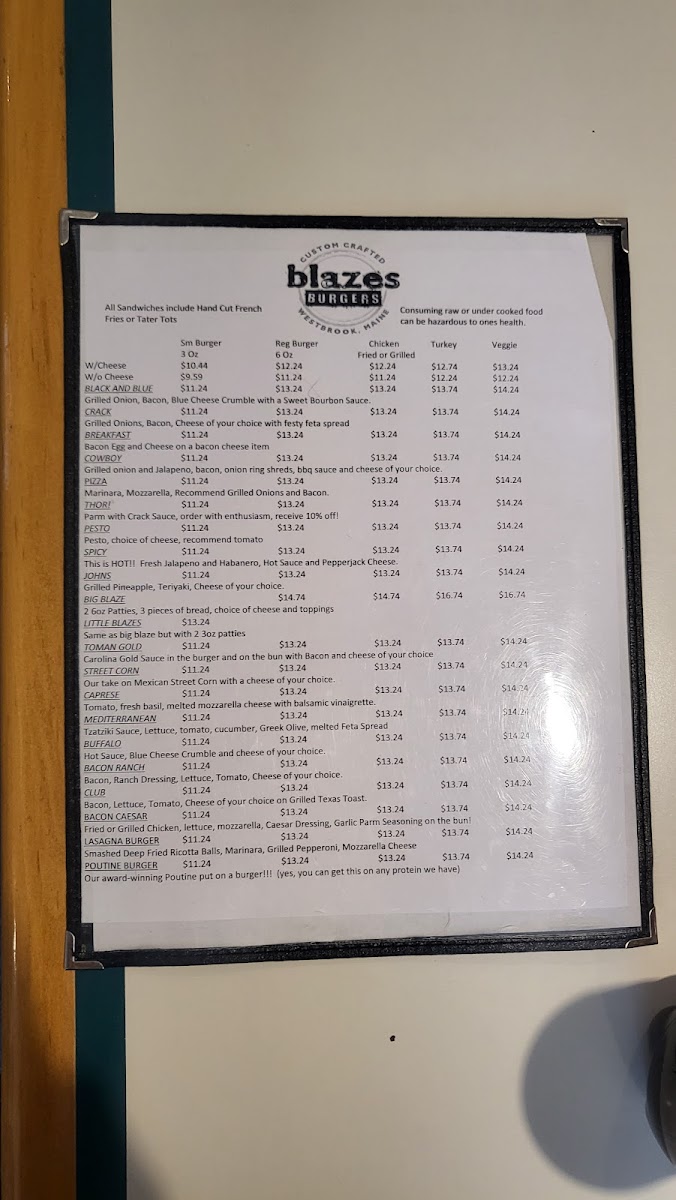 CUSTOM CRAFTED
blazes
BURGERS
WESTBROOK, MAINE
All Sandwiches include Hand Cut French
Fries or Tater Tots
Consuming raw or under cooked food
can be hazardous to ones health.
Sm Burger Reg Burger Chicken Turkey Veggie
3 Oz 6 Oz Fried or Grilled
W/Cheese $10.44 $12.24 $12.24 $12.74 $13.24
W/o Cheese $9.59 $11.24 $11.24 $12.24 $12.24
BLACK AND BLUE $11.24 $13.24 $13.24 $13.74 $14.24
Grilled Onion, Bacon, Blue Cheese Crumble with a Sweet Bourbon Sauce.
CRACK $11.24 $13.24 $13.24 $13.74 $14.24
Grilled Onions, Bacon, Cheese of your choice with festy feta spread
BREAKFAST $11.24 $13.24 $13.24 $13.74 $14.24
Bacon Egg and Cheese on a bacon cheese item
COWBOY $11.24 $13.24 $13.24 $13.74 $14.24
Grilled onion and Jalapeno, bacon, onion ring shreds, bbq sauce and cheese of your choice.
PIZZA $11.24 $13.24 $13.24 $13.74 $14.24
Marinara, Mozzarella, Recommend Grilled Onions and Bacon.
THOR! $11.24 $13.24 $13.24 $13.74 $14.24
Parm with Crack Sauce, order with enthusiasm, receive 10% off!
PESTO $11.24 $13.24 $13.24 $13.74 $14.24
Pesto, choice of cheese, recommend tomato
SPICY $11.24 $13.24 $13.24 $13.74 $14.24
This is HOT!! Fresh Jalapeno and Habanero, Hot Sauce and Pepperjack Cheese.
JOHNS $11.24 $13.24 $13.24 $13.74 $14.24
Grilled Pineapple, Teriyaki, Cheese of your choice.
BIG BLAZE $14.74 $14.74 $16.74 $16.74
2 6oz Patties, 3 pieces of bread, choice of cheese and toppings
LITTLE BLAZES $13.24
Same as big blaze but with 2 3oz patties
TOMAN GOLD $11.24 $13.24 $13.24 $13.74 $14.24
Carolina Gold Sauce in the burger and on the bun with Bacon and cheese of your choice
STREET CORN $11.24 $13.24 $13.24 $13.74 $14.24
Our take on Mexican Street Corn with a cheese of your choice.
CAPRESE $11.24 $13.24 $13.24 $13.74 $14.24
Tomato, fresh basil, melted mozzarella cheese with balsamic vinaigrette.
MEDITERRANEAN $11.24 $13.24 $13.24 $13.74 $14.24
Tzatziki Sauce, Lettuce, tomato, cucumber, Greek Olive, melted Feta Spread
BUFFALO $11.24 $13.24 $13.24 $13.74 $14.24
Hot Sauce, Blue Cheese Crumble and cheese of your choice.
BACON RANCH $11.24 $13.24 $13.24 $13.74 $14.24
Bacon, Ranch Dressing, Lettuce, Tomato, Cheese of your choice.
CLUB $11.24 $13.24 $13.24 $13.74 $14.24
Bacon, Lettuce, Tomato, Cheese of your choice on Grilled Texas Toast.
BACON CAESAR $11.24 $13.24 $13.24 $13.74 $14.24
Fried or Grilled Chicken, lettuce, mozzarella, Caesar Dressing, Garlic Parm Seasoning on the bun!
LASAGNA BURGER $11.24 $13.24 $13.24 $13.74 $14.24
Smashed Deep Fried Ricotta Balls, Marinara, Grilled Pepperoni, Mozzarella Cheese
POUTINE BURGER $11.24 $13.24 $13.24 $13.74 $14.24
Our award-winning Poutine put on a burger!!! (yes, you can get this on any protein we have)